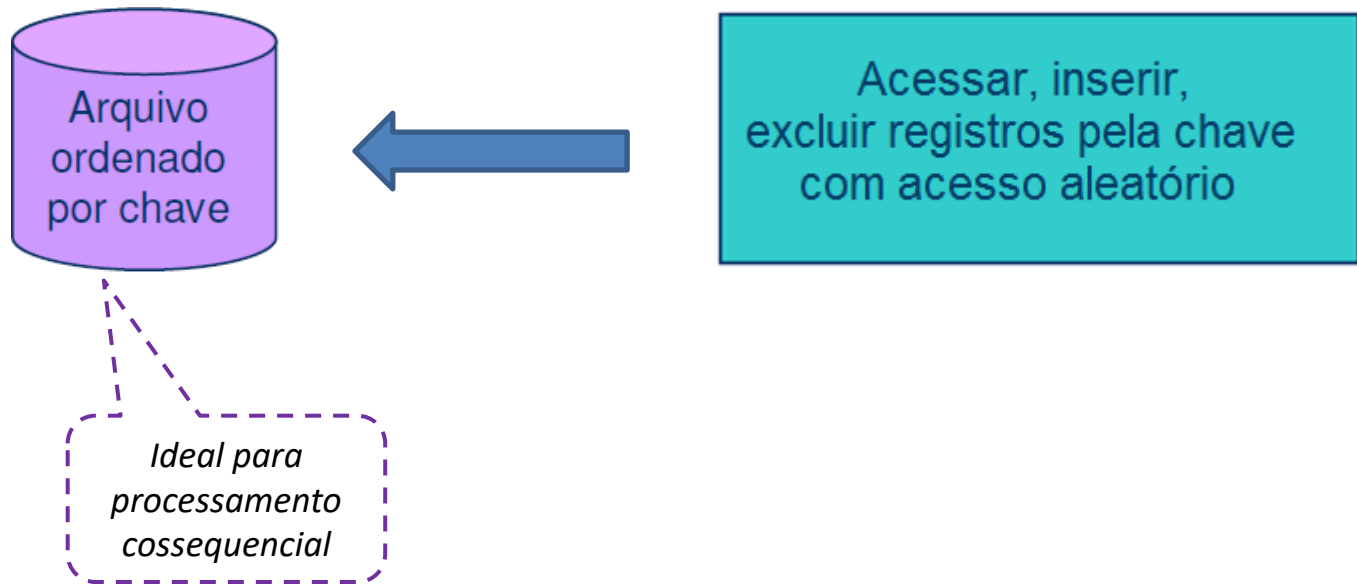 Arquivo
ordenado
por chave
Acessar, inserir,
excluir registros pela chave
com acesso aleatório
Ideal para
processamento
cossequencial